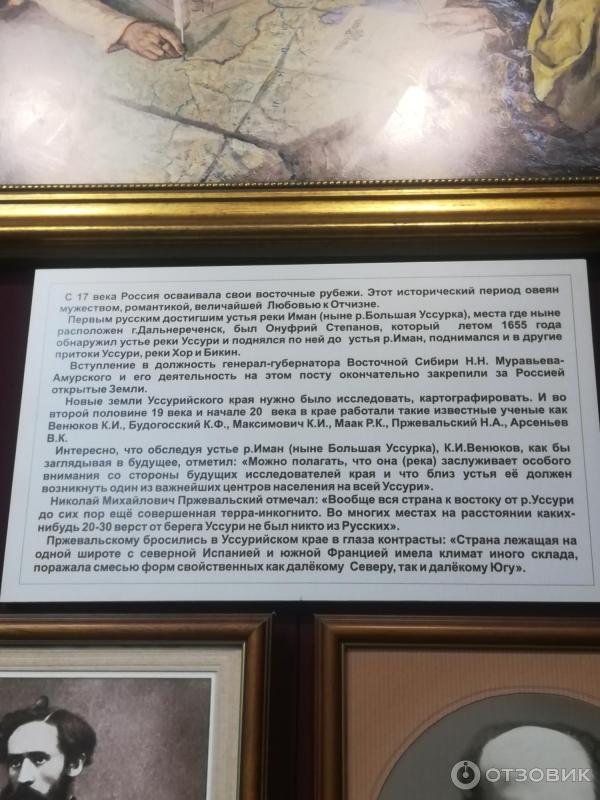 С 17 века Россия осваивала свои восточные рубежи. Этот исторический период овеян
мужеством, романтикой, величайшей Любовью к Отчизне.
Первым русским достигшим устья реки Иман (ныне р.Большая Уссурка), места где ныне
расположен г.Дальнереченск, был Онуфрий Степанов, который летом 1655 года
обнаружил устье реки Уссури и поднялся по ней до устья р.Иман, поднимался и в другие
притоки Уссури, реки Хор и Бикин.
Вступление в должность генерал-губернатора Восточной Сибири Н.Н. Муравьева-
Амурского и его деятельность на этом посту окончательно закрепили за Россией
открытые Земли.
Новые земли Уссурийского края нужно было исследовать, картографировать. И во
второй половине 19 века и начале 20 века в крае работали такие известные ученые как
Венюков К.И., Будогосский К.Ф., Максимович К.И., Маак Р.К., Пржевальский Н.А., Арсеньев
В.К.
Интересно, что обследуя устье р.Иман (ныне Большая Уссурка), К.И.Венюков, как бы
заглядывая в будущее, отметил: «Можно полагать, что она (река) заслуживает особого
внимания со стороны будущих исследователей края и что близ устья её должен
возникнуть один из важнейших центров населения на всей Уссури».
Николай Михайлович Пржевальский отмечал: «Вообще вся страна к востоку от р.Уссури
до сих пор ещё совершенная терра-инкогнито. Во многих местах на расстоянии каких-
нибудь 20-30 верст от берега Уссури не был никто из Русских».
Пржевальскому бросились в Уссурийском крае в глаза контрасты: «Страна лежащая на
одной широте с северной Испанией и южной Францией имела климат иного склада,
поражала смесью форм свойственных как далёкому Северу, так и далёкому Югу».
ОТЗОВИК